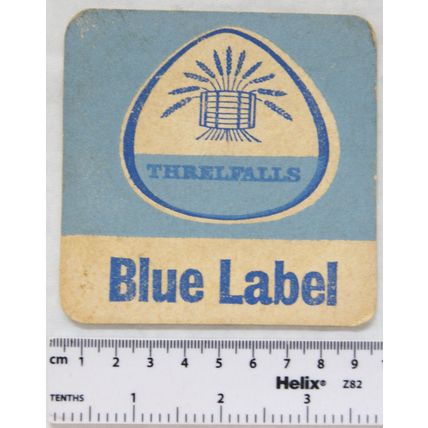 THRELFALLS
Blue Label
cm 1 2 3 4 5 6 7 8 9
Helix® Z82
TENTHS 1 2 3